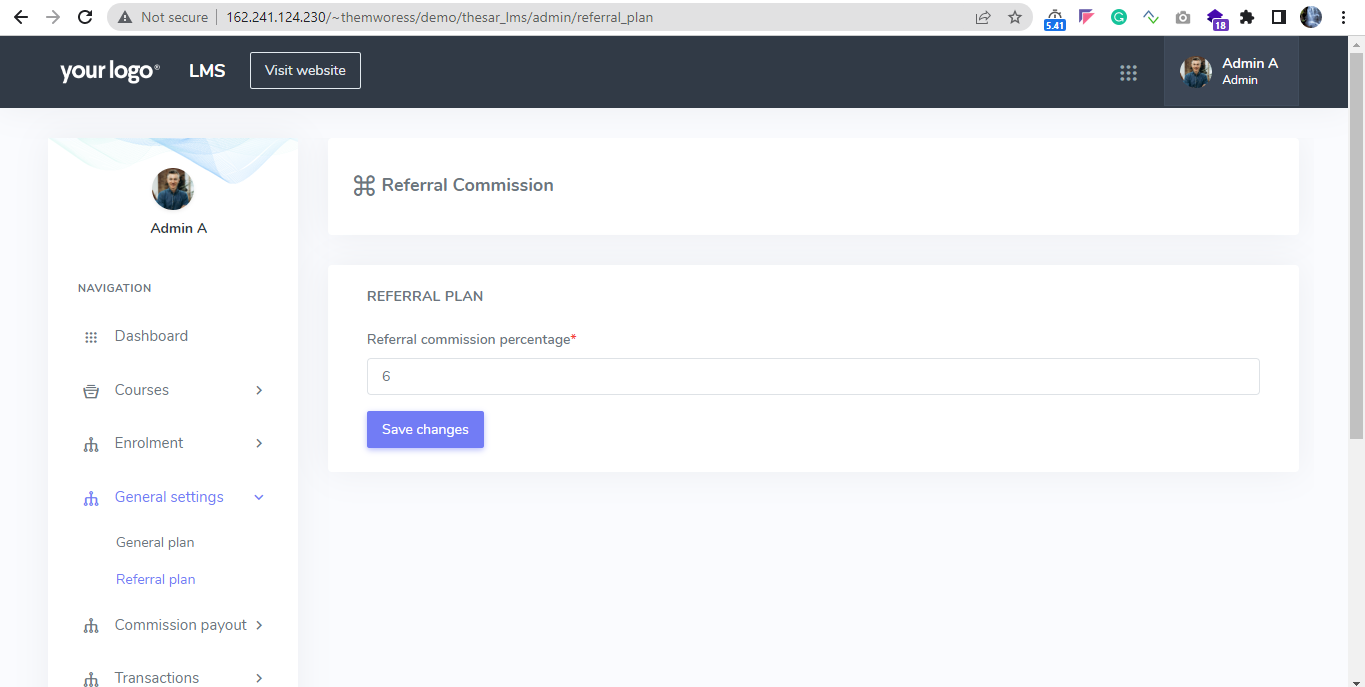 Not secure
162.241.124.230/~themworess/demo/thesar_lms/admin/referral_plan
5.41
18
your logo®
LMS
Visit website
Admin A
Admin
Admin A
NAVIGATION
Dashboard
Courses
Enrolment
General settings
General plan
Referral plan
Commission payout
Transactions
Referral Commission
REFERRAL PLAN
Referral commission percentage*
6
Save changes